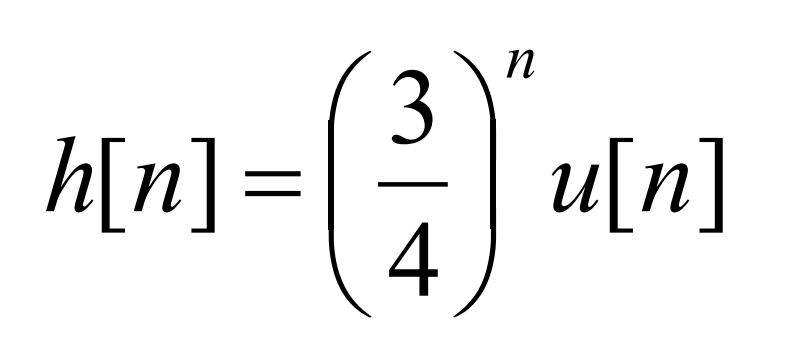 h[n] = (3/4)^n u[n]